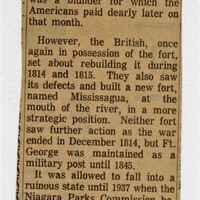 was a blunder for which the
Americans paid dearly later on
that month.
However, the British, once
again in possession of the fort,
set about rebuilding it during
1814 and 1815. They also saw
its defects and built a new fort,
named Mississagua, at the
mouth of the river, in a more
strategic position. Neither fort
saw further action as the war
ended in December 1814, but Ft.
George was maintained as a
military post until 1845.
It was allowed to fall into a
ruinous state until 1937 when the
Niagara Parks Commission